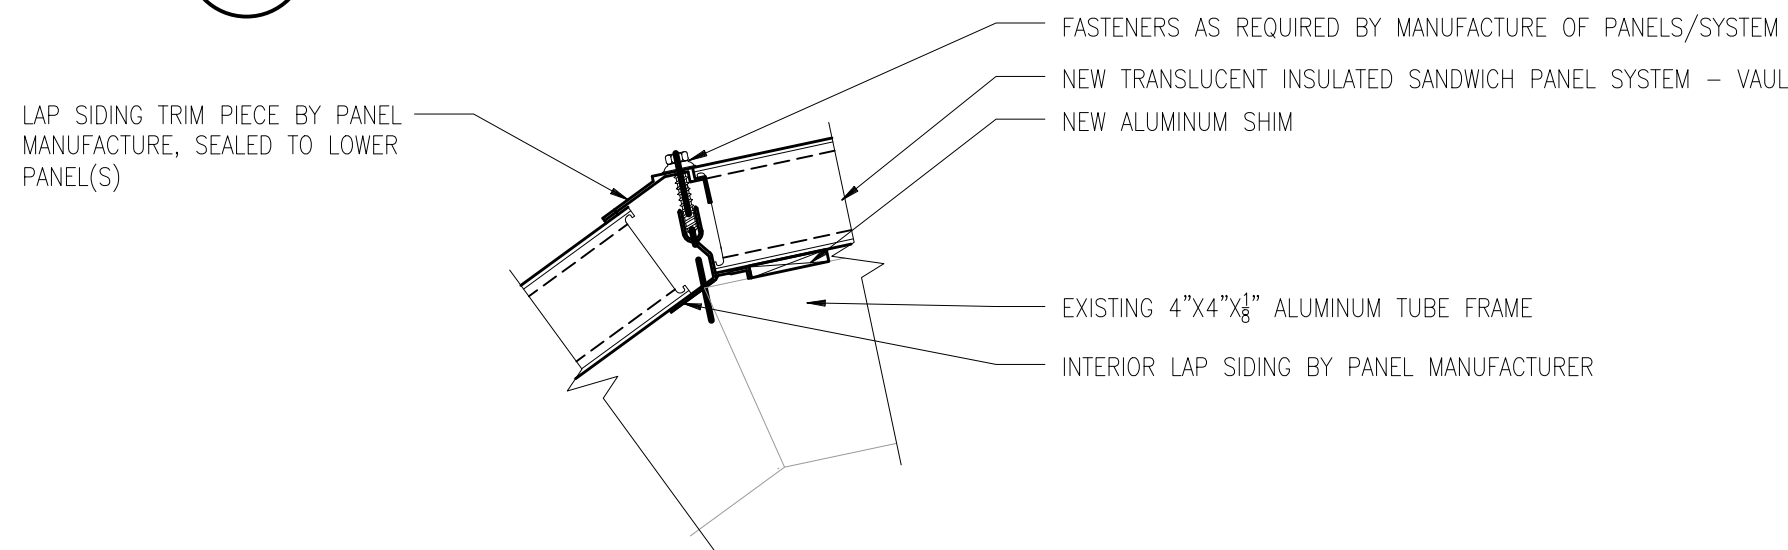 FASTENERS AS REQUIRED BY MANUFACTURE OF PANELS/SYSTEM
NEW TRANSLUCENT INSULATED SANDWICH PANEL SYSTEM – VAUL
NEW ALUMINUM SHIM
LAP SIDING TRIM PIECE BY PANEL
MANUFACTURE, SEALED TO LOWER
PANEL(S)
EXISTING 4"X4"X1/8" ALUMINUM TUBE FRAME
INTERIOR LAP SIDING BY PANEL MANUFACTURER